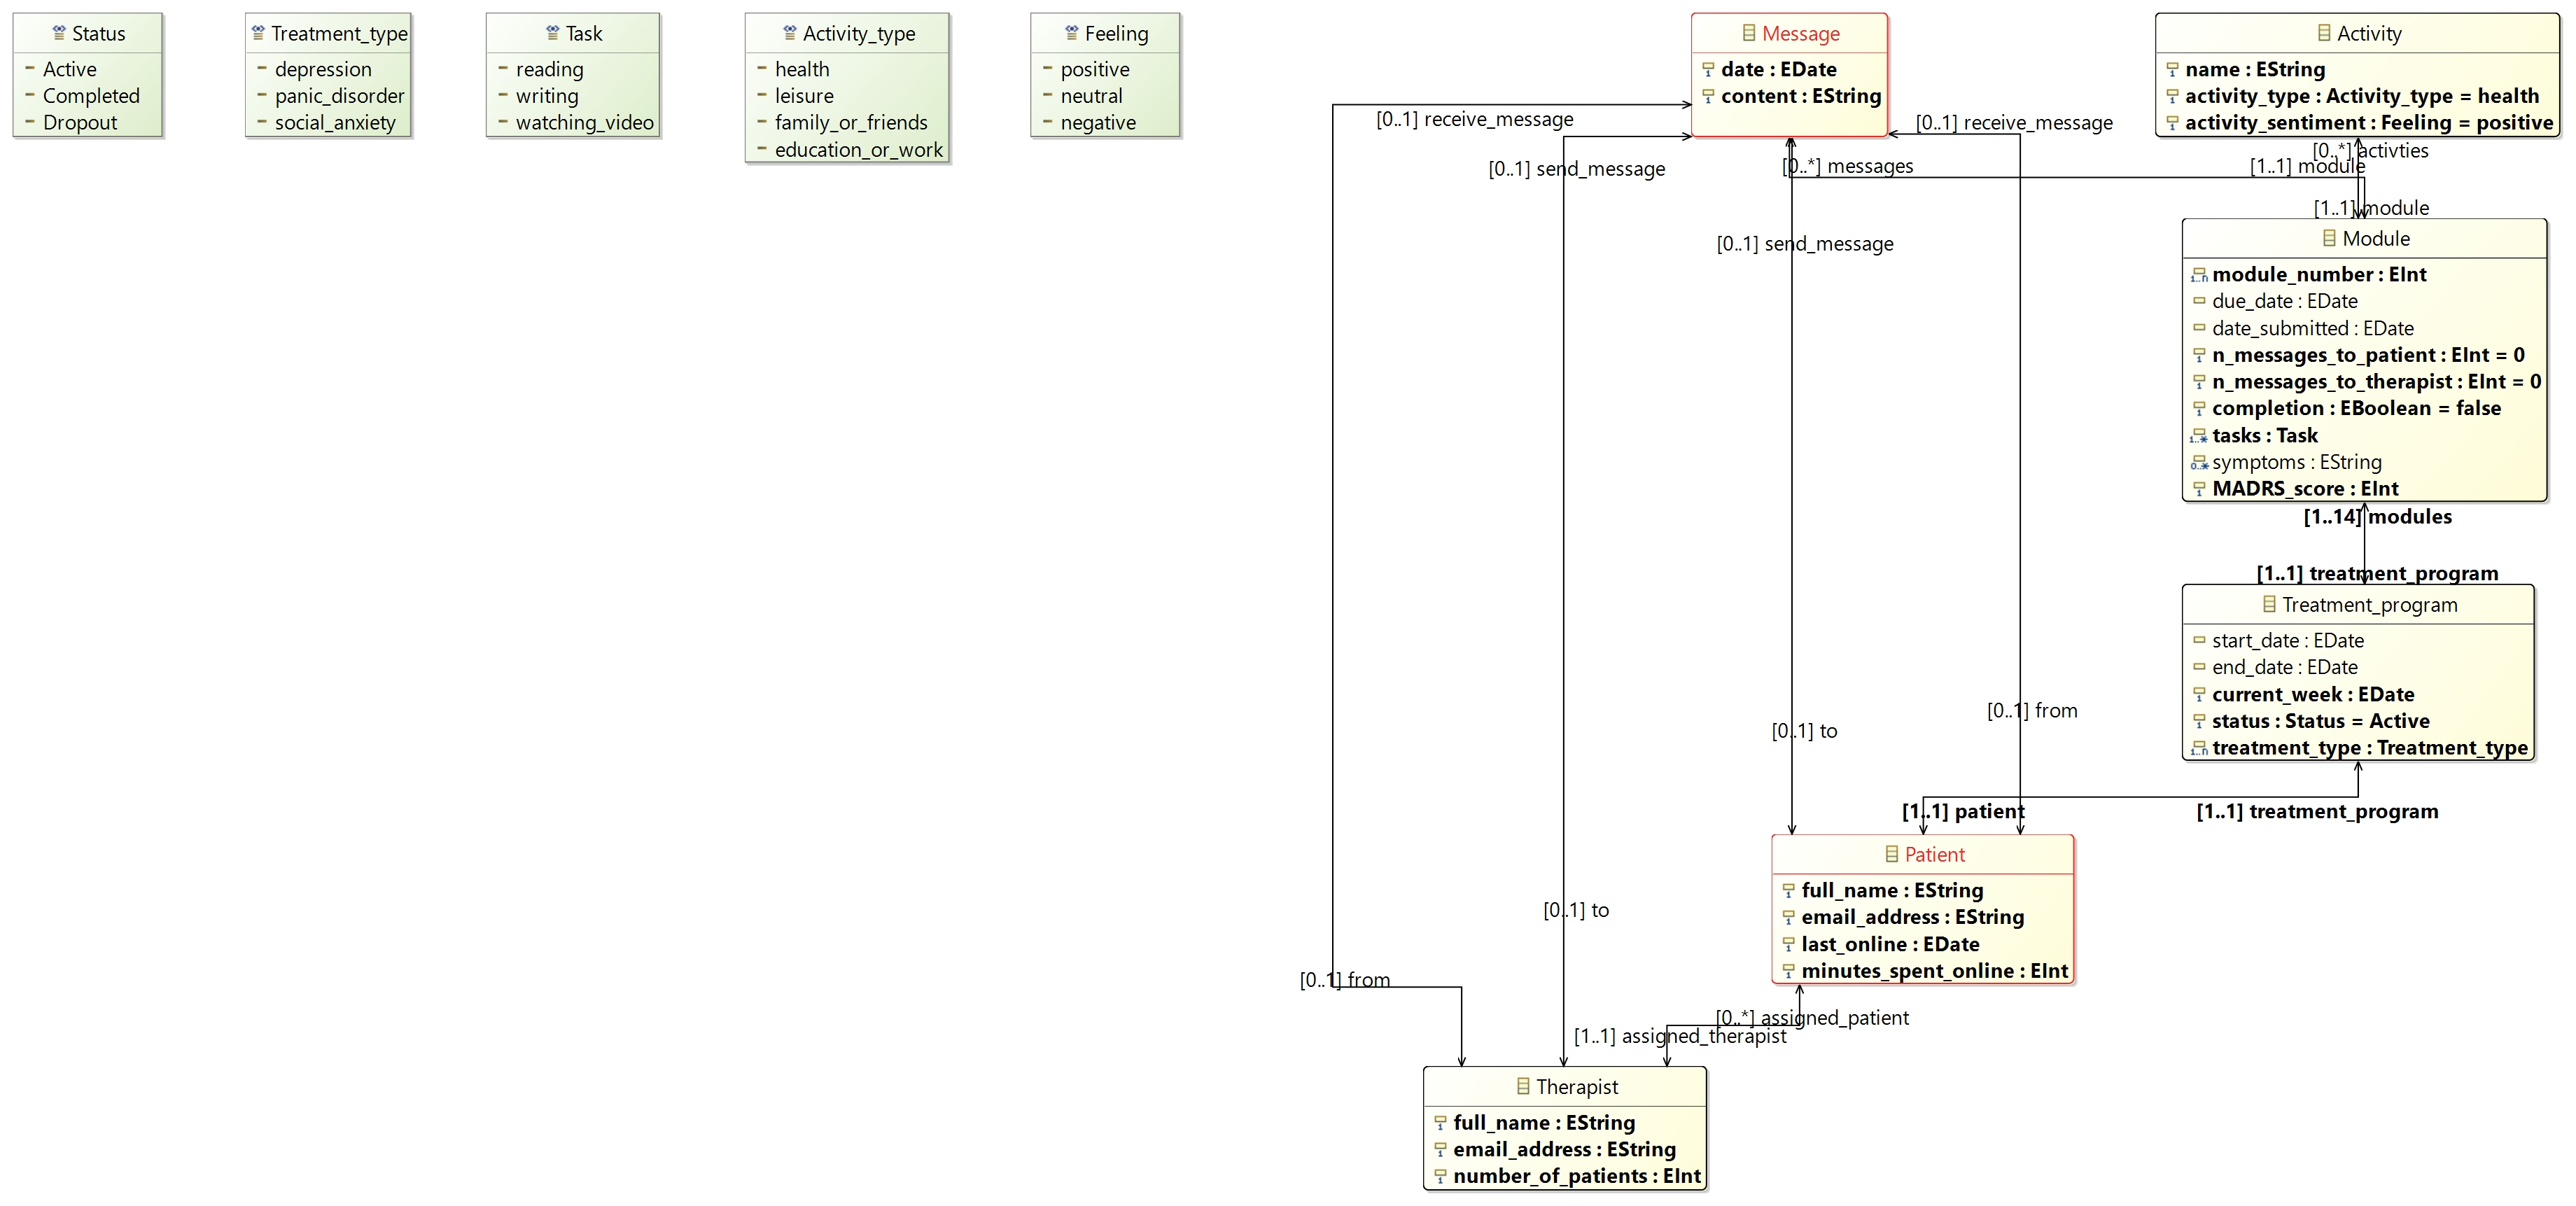 Status
Active
Completed
Dropout
Treatment_type
depression
panic_disorder
social_anxiety
Task
reading
writing
watching_video
Activity_type
health
leisure
family_or_friends
education_or_work
Feeling
positive
neutral
negative
Message
date : EDate
content : EString
Activity
name : EString
activity_type : Activity_type = health
activity_sentiment : Feeling = positive
[0..1] receive_message
[0..1] receive_message
[0..1] send_message
[0..*] messages
[0..*] activties
[1..1] module
[1..1] module
[0..1] send_message
Module
module_number : EInt
due_date : EDate
date_submitted : EDate
n_messages_to_patient : EInt = 0
n_messages_to_therapist : EInt = 0
completion : EBoolean = false
tasks : Task
symptoms : EString
MADRS_score : EInt
[1..14] modules
[1..1] treatment_program
Treatment_program
start_date : EDate
end_date : EDate
current_week : EDate
status : Status = Active
treatment_type : Treatment_type
[0..1] from
[0..1] to
[1..1] patient
[1..1] treatment_program
Patient
full_name : EString
email_address : EString
last_online : EDate
minutes_spent_online : EInt
[0..1] to
[0..1] from
[0..*] assigned_patient
[1..1] assigned_therapist
Therapist
full_name : EString
email_address : EString
number_of_patients : EInt